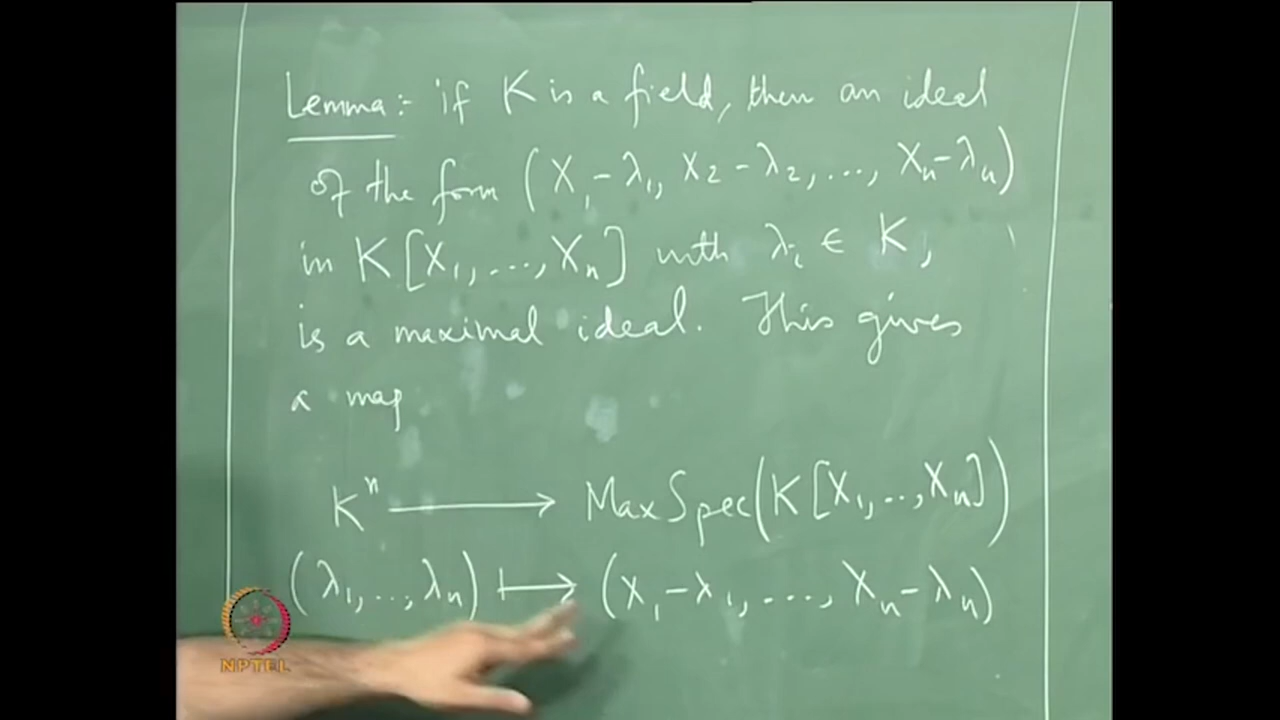 Lemma:- if K is a field, then an ideal
of the form (X₁-λ₁, X₂-λ₂, ..., Xₙ-λₙ)
in K[X₁, ..., Xₙ] with λᵢ ∈ K,
is a maximal ideal. This gives
a map
Kⁿ ⟶ MaxSpec(K[X₁, .., Xₙ])
(λ₁, .., λₙ) ⟼ (X₁-λ₁, ...., Xₙ-λₙ)
NPTEL